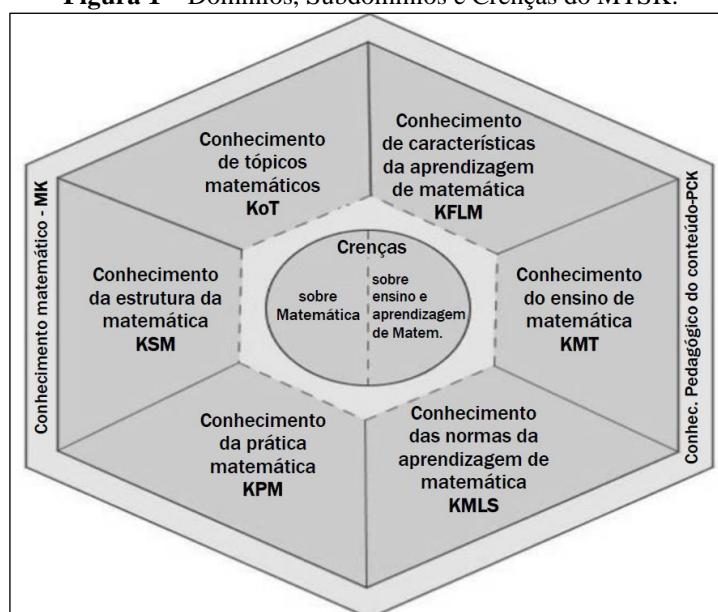 Figura 1 – Domínios, Subdomínios e Crenças do MTSK.
Conhecimento
de tópicos
matemáticos
KoT
Conhecimento
de características
da aprendizagem
de matemática
KFLM
Conhecimento matemático - MK
Conhecimento
da estrutura da
matemática
KSM
Crenças
sobre
Matemática
sobre
ensino e
aprendizagem
de Matem.
Conhecimento
do ensino de
matemática
KMT
Conhec. Pedagógico do conteúdo-PCK
Conhecimento
da prática
matemática
KPM
Conhecimento
das normas da
aprendizagem de
matemática
KMLS